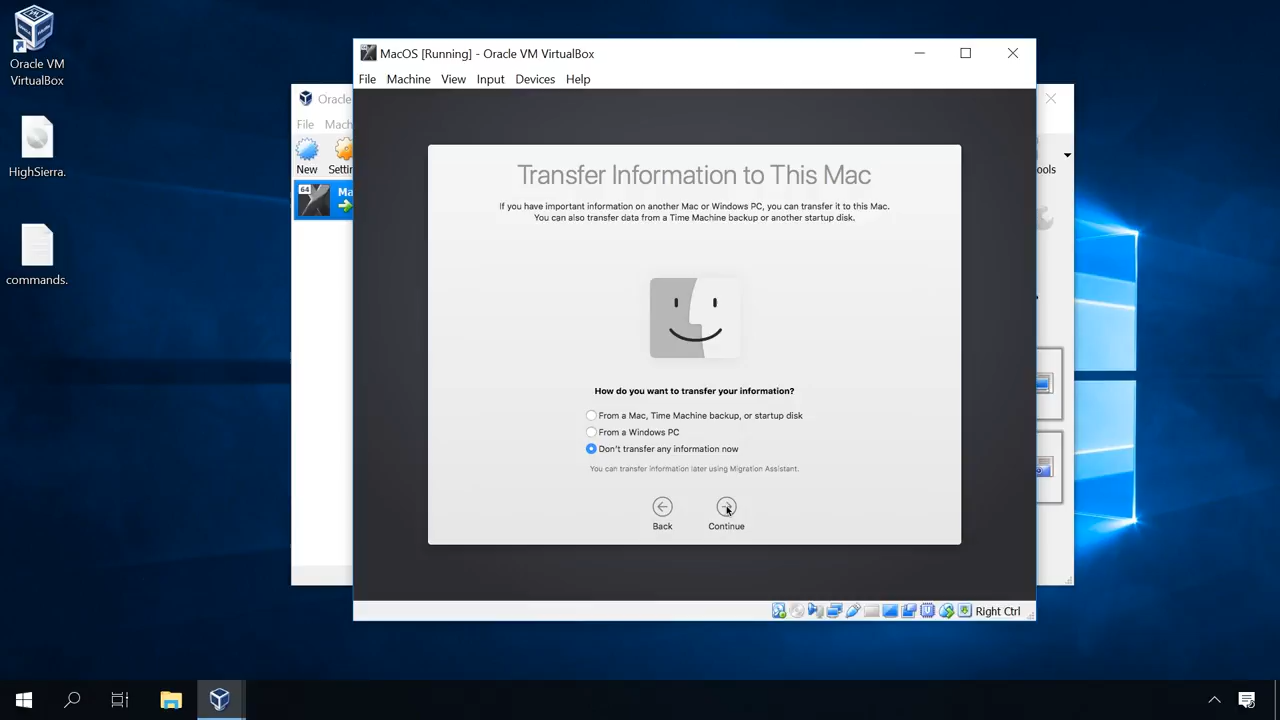 Oracle VM
VirtualBox
HighSierra.
commands.
Oracle
File Mach
New Settin
64
Ma
ools
MacOS [Running] - Oracle VM VirtualBox
File Machine View Input Devices Help
Transfer Information to This Mac
If you have important information on another Mac or Windows PC, you can transfer it to this Mac.
You can also transfer data from a Time Machine backup or another startup disk.
How do you want to transfer your information?
From a Mac, Time Machine backup, or startup disk
From a Windows PC
Don't transfer any information now
You can transfer information later using Migration Assistant.
Back
Continue
Right Ctrl